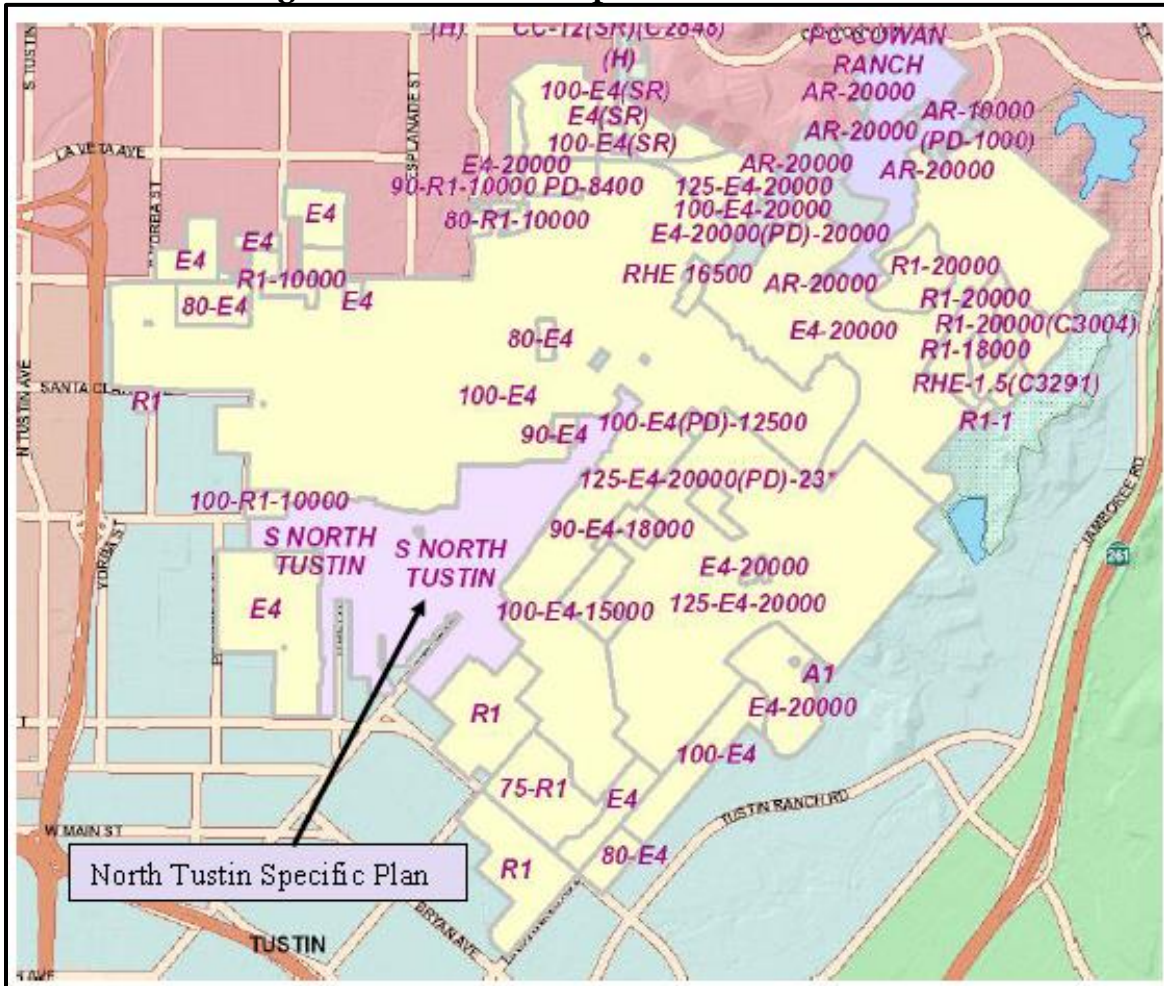 (H)
CC-12(SR)(C2848)
(H)
PC COWAN
RANCH
100-E4(SR)
E4(SR)
100-E4(SR)
AR-20000
AR-18000
AR-20000
(PD-1000)
AR-20000
AR-20000
S TUSTIN
LA VETA AVE
ESPLANADE ST
YORBA ST
E4-20000
90-R1-10000
PD-8400
80-R1-10000
125-E4-20000
100-E4-20000
E4-20000(PD)-20000
E4
E4
E4
R1-10000
80-E4
E4
RHE 16500
AR-20000
R1-20000
R1-20000
R1-20000(C3004)
R1-18000
RHE-1.5(C3291)
R1-1
E4-20000
80-E4
100-E4
90-E4
100-E4(PD)-12500
N TUSTIN AVE
R1
125-E4-20000(PD)-23*
100-R1-10000
90-E4-18000
S NORTH
TUSTIN
S NORTH
TUSTIN
YORBA ST
E4
E4-20000
100-E4-15000
125-E4-20000
JAMBOREE RD
261
A1
E4-20000
R1
100-E4
75-R1
E4
TUSTIN RANCH RD
W MAIN ST
R1
80-E4
North Tustin Specific Plan
BRYAN AVE
TUSTIN